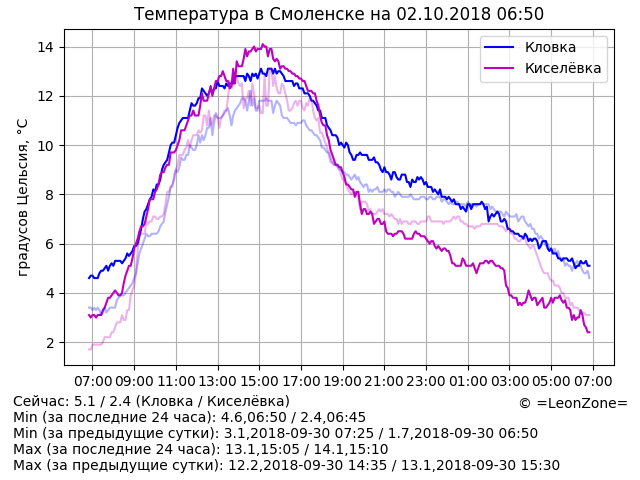 Температура в Смоленске на 02.10.2018 06:50
Кловка
Киселёвка
градусов Цельсия, °C
14
12
10
8
6
4
2
07:00 09:00 11:00 13:00 15:00 17:00 19:00 21:00 23:00 01:00 03:00 05:00 07:00
Сейчас: 5.1 / 2.4 (Кловка / Киселёвка)
© =LeonZone=
Min (за последние 24 часа): 4.6,06:50 / 2.4,06:45
Min (за предыдущие сутки): 3.1,2018-09-30 07:25 / 1.7,2018-09-30 06:50
Max (за последние 24 часа): 13.1,15:05 / 14.1,15:10
Max (за предыдущие сутки): 12.2,2018-09-30 14:35 / 13.1,2018-09-30 15:30